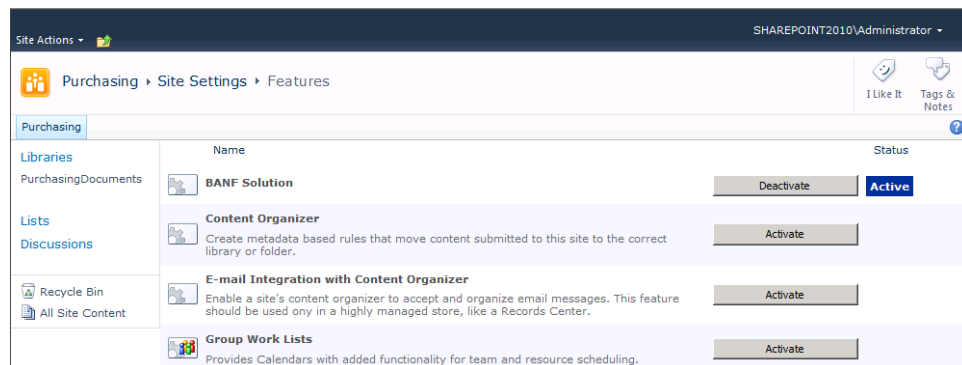 SHAREPOINT2010\Administrator
Site Actions
Purchasing Site Settings Features
I Like It Tags &
Notes
Purchasing
Libraries
PurchasingDocuments
Lists
Discussions
Recycle Bin
All Site Content
Name Status
BANF Solution Deactivate Active
Content Organizer
Create metadata based rules that move content submitted to this site to the correct
library or folder.
Activate
E-mail Integration with Content Organizer
Enable a site's content organizer to accept and organize email messages. This feature
should be used ony in a highly managed store, like a Records Center.
Activate
Group Work Lists
Provides Calendars with added functionality for team and resource scheduling.
Activate